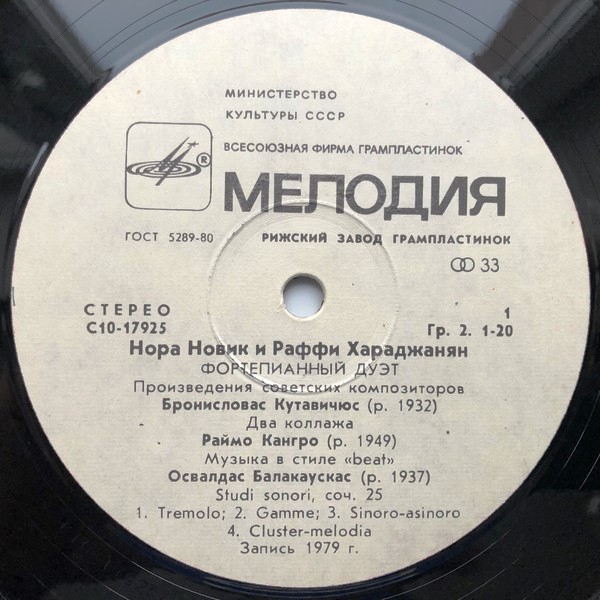 МИНИСТЕРСТВО
КУЛЬТУРЫ СССР
ВСЕСОЮЗНАЯ ФИРМА ГРАМПЛАСТИНОК
®
МЕЛОДИЯ
ГОСТ 5289-80 РИЖСКИЙ ЗАВОД ГРАМПЛАСТИНОК
33
СТЕРЕО 1
С10-17925 Гр. 2. 1-20
Нора Новик и Раффи Хараджанян
ФОРТЕПИАННЫЙ ДУЭТ
Произведения советских композиторов
Бронисловас Кутавичюс (р. 1932)
Два коллажа
Раймо Кангро (р. 1949)
Музыка в стиле «beat»
Освалдас Балакаускас (р. 1937)
Studi sonori, соч. 25
1. Tremolo; 2. Gamme; 3. Sinoro-asinoro
4. Cluster-melodia
Запись 1979 г.